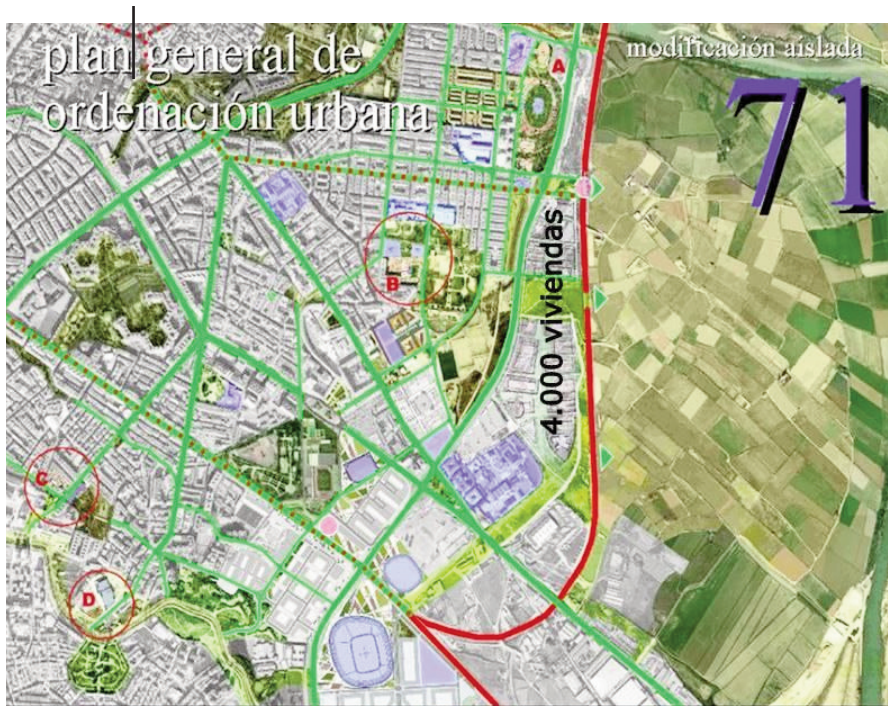 plan general de
ordenación urbana
modificación aislada
71
A
B
4.000 viviendas
C
D